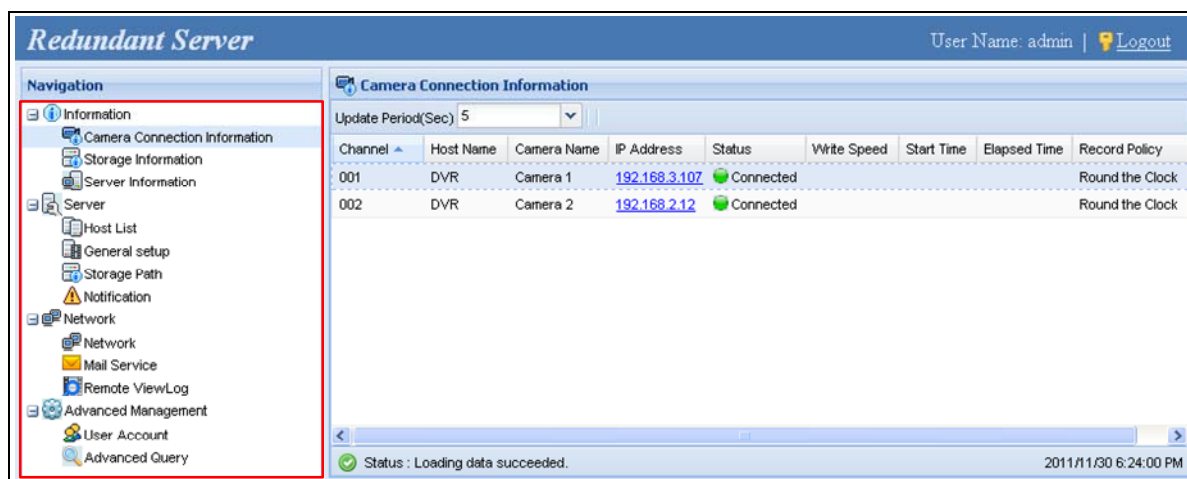 Redundant Server
User Name: admin | Logout
Navigation
Information
Camera Connection Information
Storage Information
Server Information
Server
Host List
General setup
Storage Path
Notification
Network
Network
Mail Service
Remote ViewLog
Advanced Management
User Account
Advanced Query
Camera Connection Information
Update Period(Sec) 5
Channel Host Name Camera Name IP Address Status Write Speed Start Time Elapsed Time Record Policy
001 DVR Camera 1 192.168.3.107 Connected Round the Clock
002 DVR Camera 2 192.168.2.12 Connected Round the Clock
Status : Loading data succeeded. 2011/11/30 6:24:00 PM